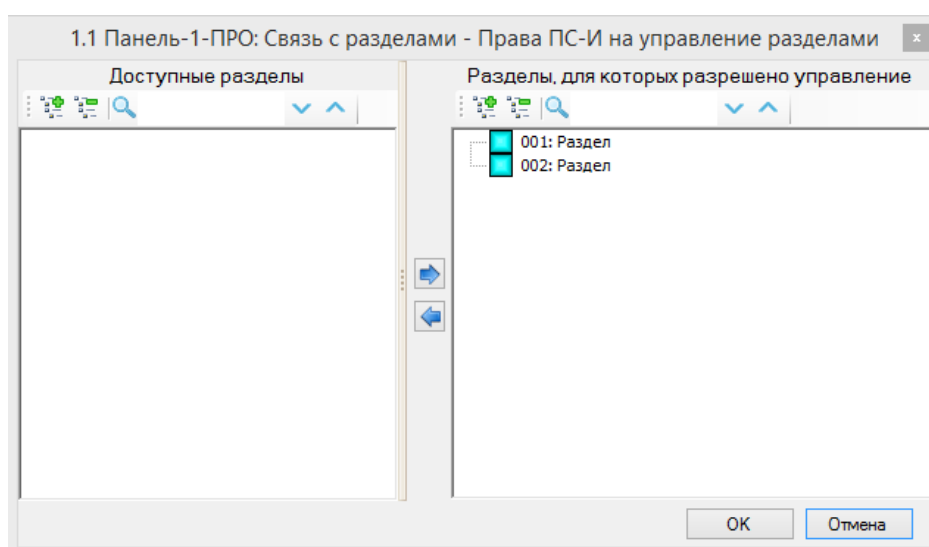 1.1 Панель-1-ПРО: Связь с разделами - Права ПС-И на управление разделами
Доступные разделы
Разделы, для которых разрешено управление
001: Раздел
002: Раздел
OK
Отмена